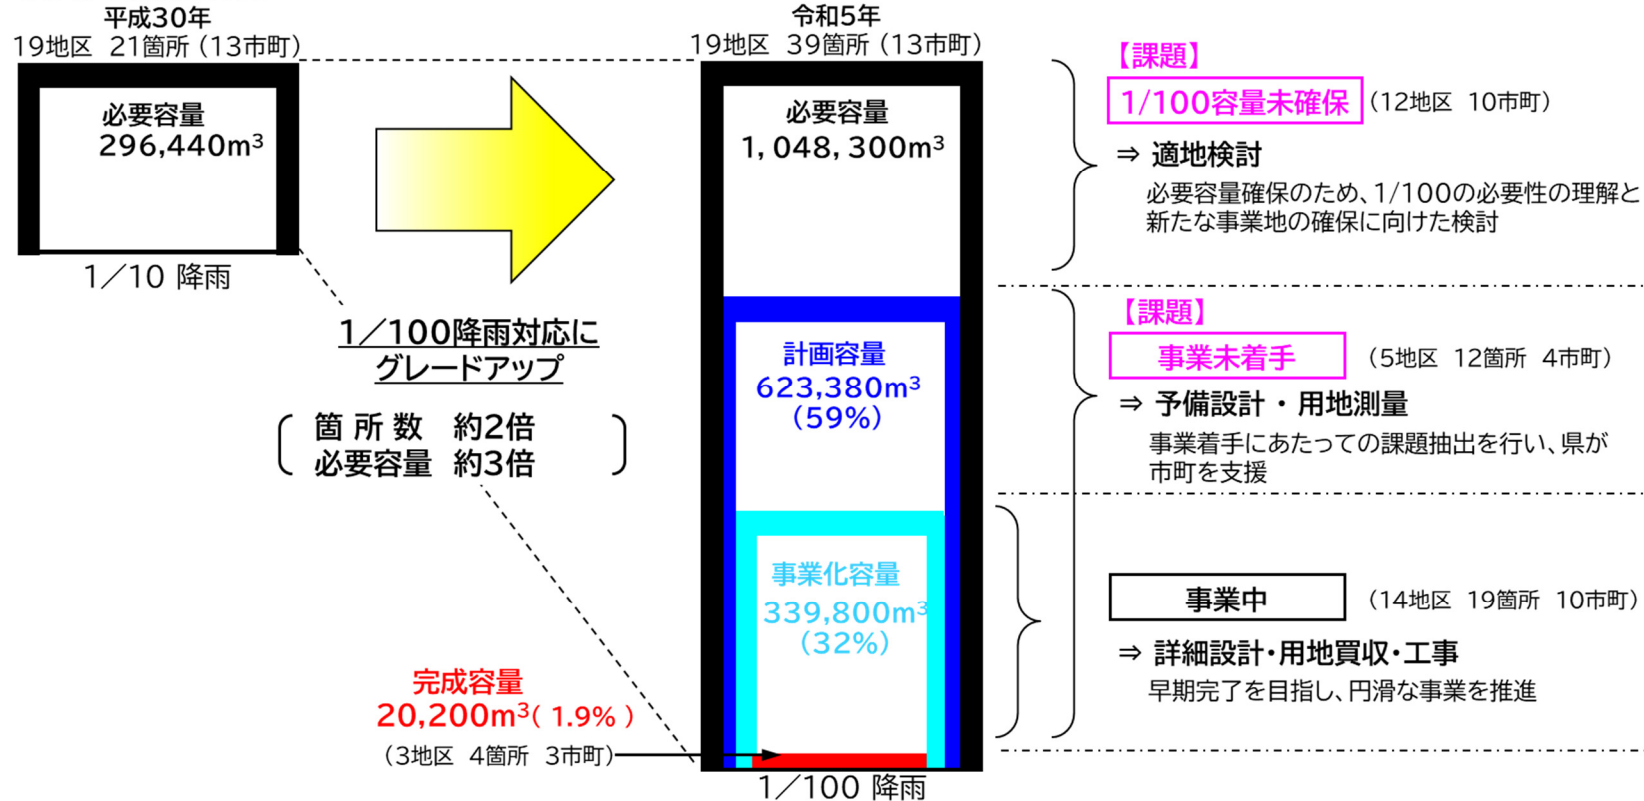 平成30年
19地区 21箇所（13市町）
必要容量
296,440m³
1／10 降雨
1／100降雨対応に
グレードアップ
箇所数 約2倍
必要容量 約3倍
完成容量
20,200m³( 1.9% )
（3地区 4箇所 3市町）
令和5年
19地区 39箇所（13市町）
必要容量
1,048,300m³
計画容量
623,380m³
(59%)
事業化容量
339,800m³
(32%)
1／100 降雨
【課題】
1/100容量未確保
（12地区 10市町）
⇒ 適地検討
必要容量確保のため、1/100の必要性の理解と
新たな事業地の確保に向けた検討
【課題】
事業未着手
（5地区 12箇所 4市町）
⇒ 予備設計・用地測量
事業着手にあたっての課題抽出を行い、県が
市町を支援
事業中
（14地区 19箇所 10市町）
⇒ 詳細設計・用地買収・工事
早期完了を目指し、円滑な事業を推進